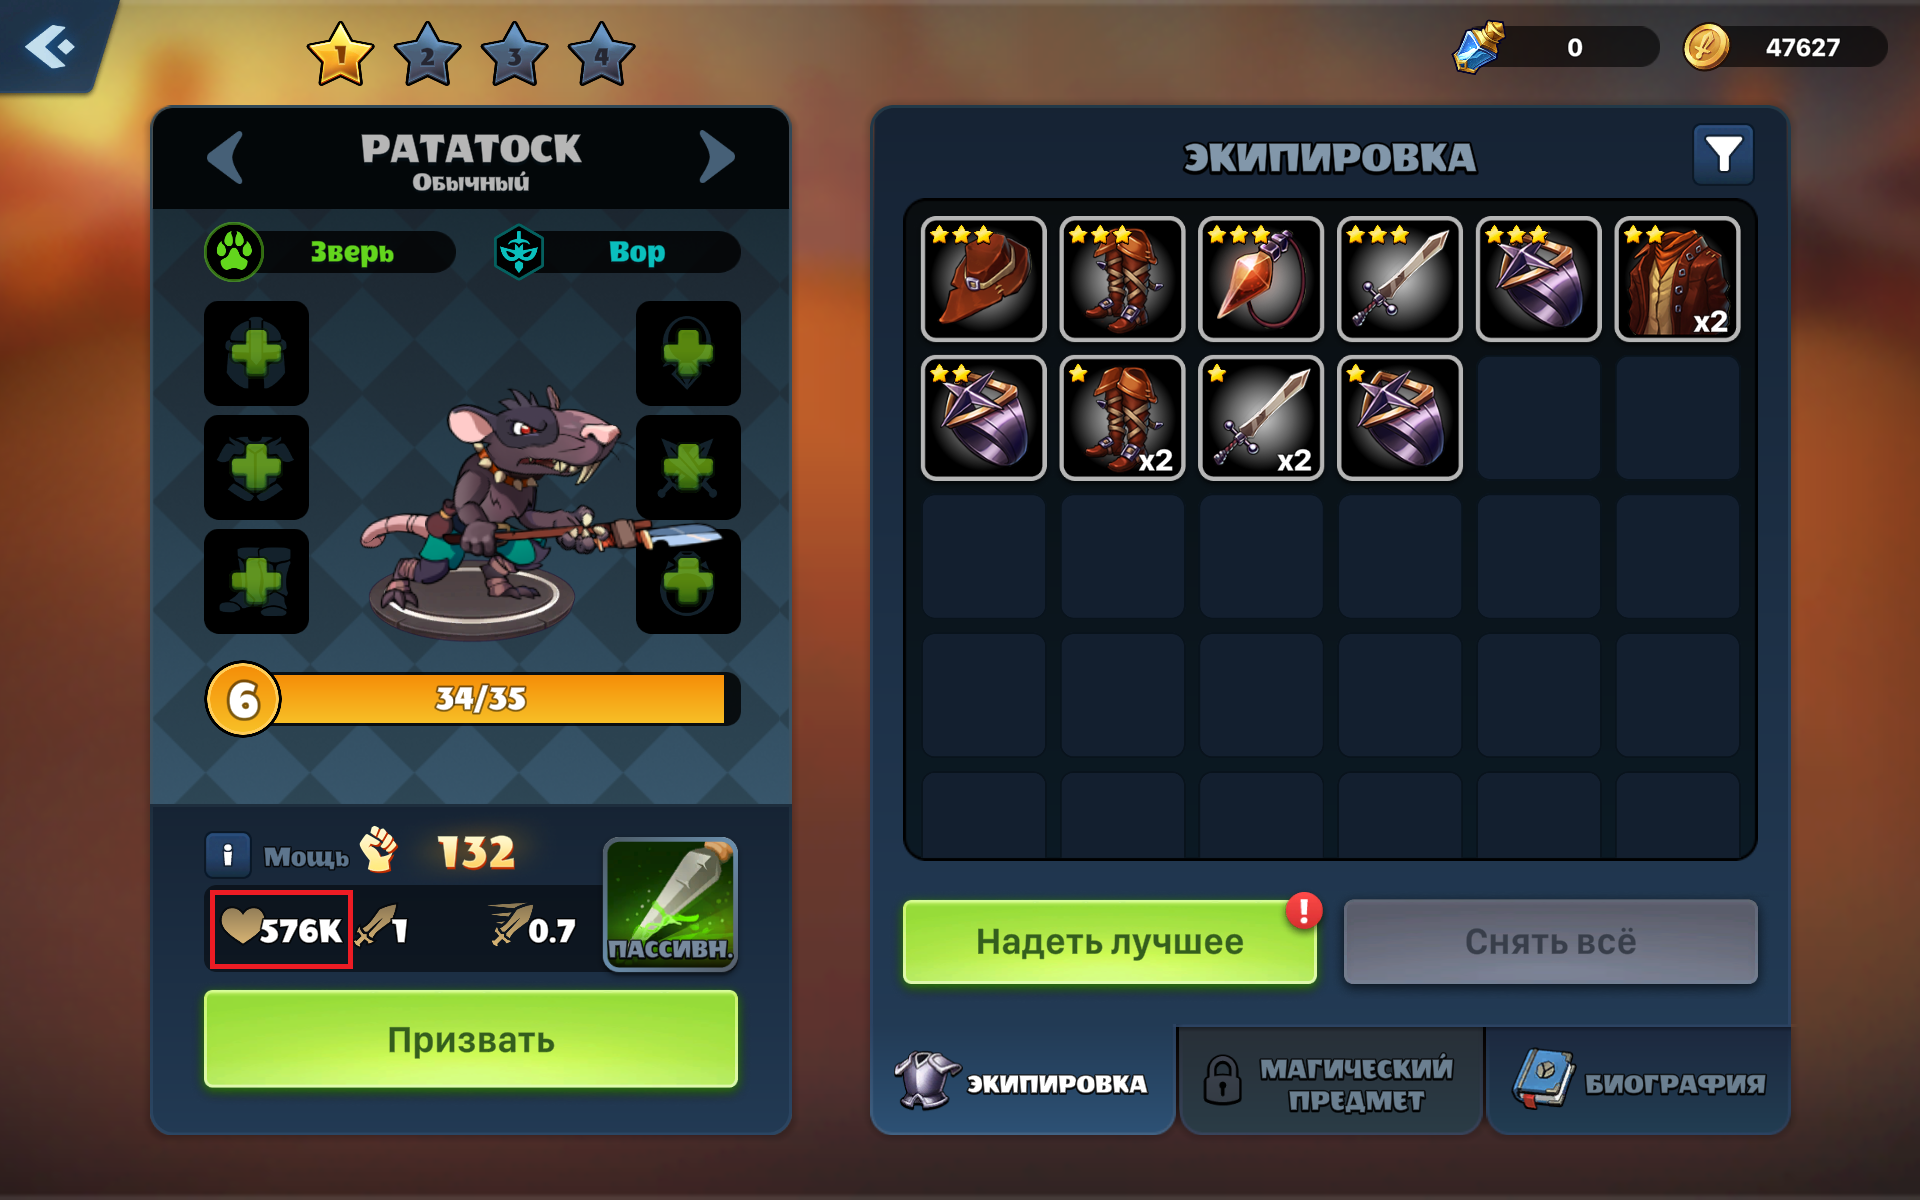 1
2
3
4
0
47627
РАТАТОСК
Обычный
Зверь
Вор
6
34/35
i
Мощь
132
576K
1
0.7
ПАССИВН.
Призвать
ЭКИПИРОВКА
x2
x2
x2
Надеть лучшее
!
Снять всё
ЭКИПИРОВКА
МАГИЧЕСКИЙ
ПРЕДМЕТ
БИОГРАФИЯ